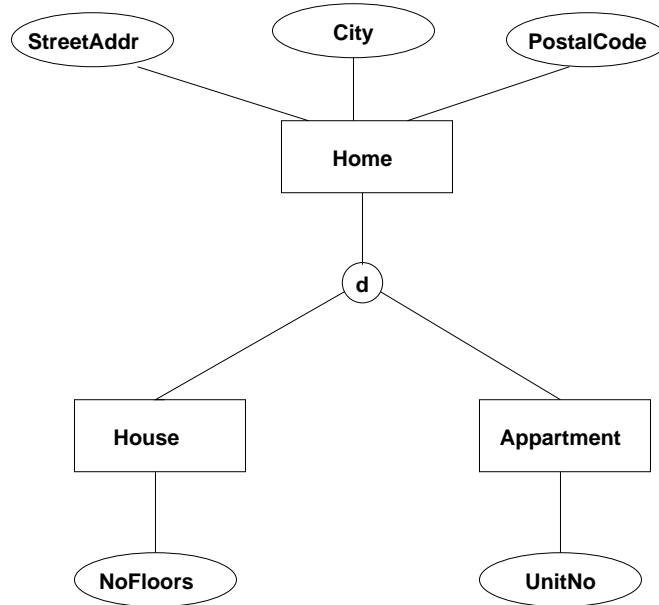 StreetAddr
City
PostalCode
Home
d
House
Appartment
NoFloors
UnitNo